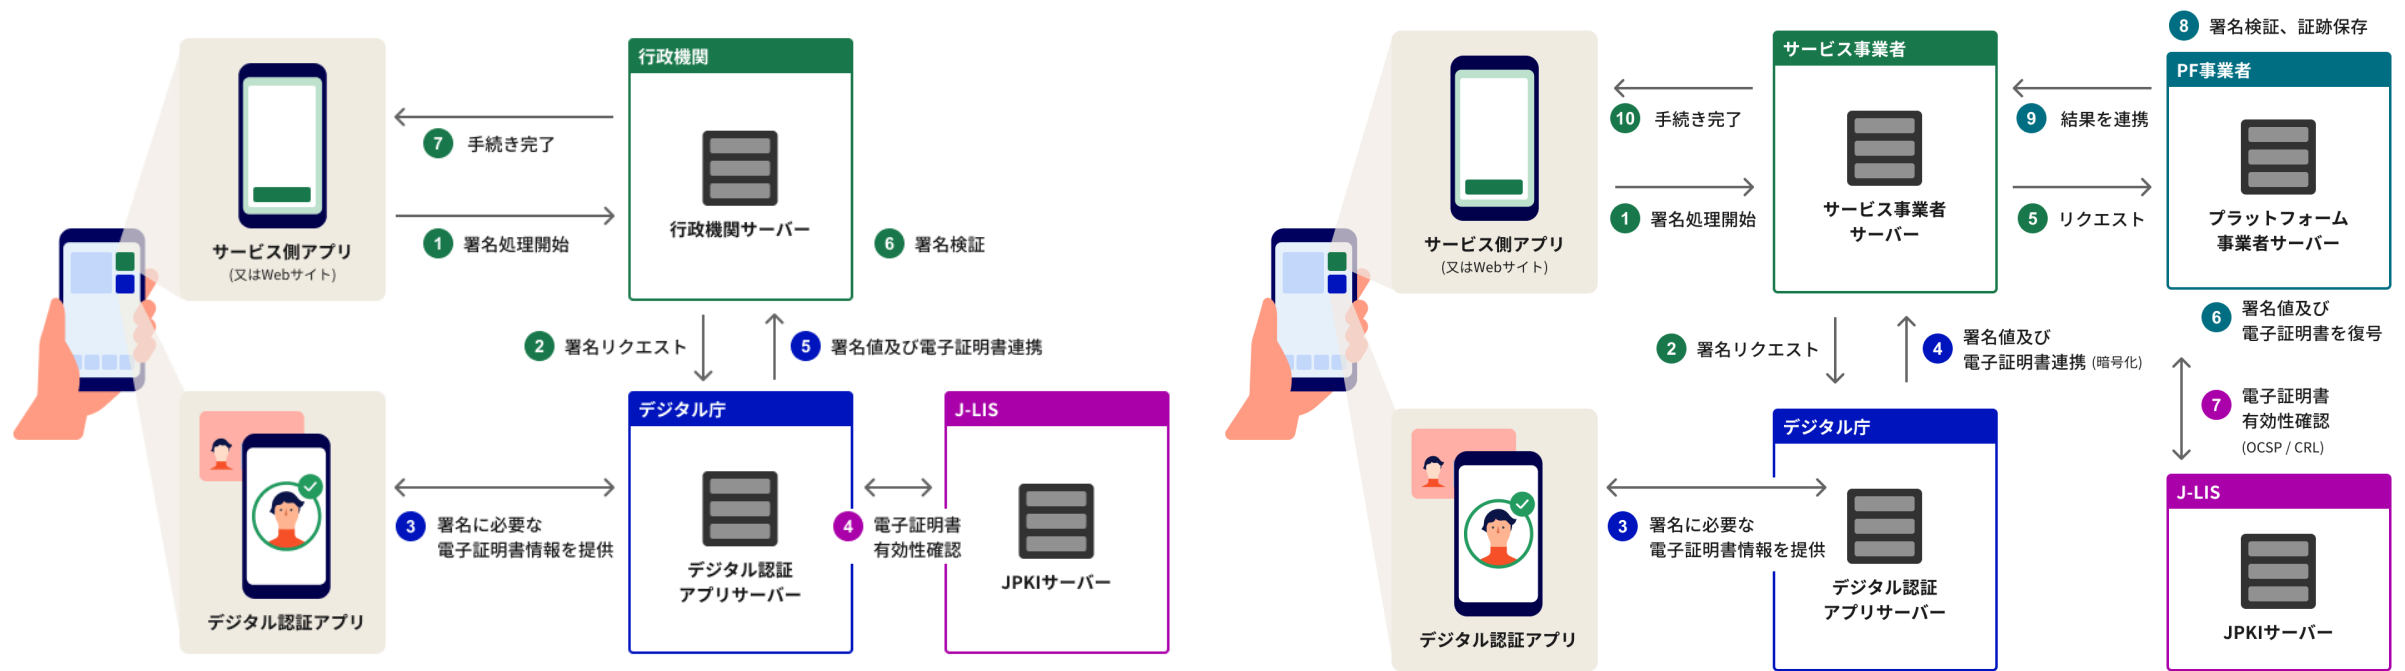 行政機関
行政機関サーバー
サービス側アプリ
(又はWebサイト)
7 手続き完了
1 署名処理開始
6 署名検証
2 署名リクエスト
5 署名値及び電子証明書連携
デジタル認証アプリ
3 署名に必要な
電子証明書情報を提供
デジタル庁
デジタル認証
アプリサーバー
4 電子証明書
有効性確認
J-LIS
JPKIサーバー
サービス側アプリ
(又はWebサイト)
10 手続き完了
1 署名処理開始
サービス事業者
サービス事業者
サーバー
9 結果を連携
5 リクエスト
8 署名検証、証跡保存
PF事業者
プラットフォーム
事業者サーバー
2 署名リクエスト
4 署名値及び
電子証明書連携 (暗号化)
6 署名値及び
電子証明書を復号
7 電子証明書
有効性確認
(OCSP / CRL)
デジタル認証アプリ
3 署名に必要な
電子証明書情報を提供
デジタル庁
デジタル認証
アプリサーバー
J-LIS
JPKIサーバー